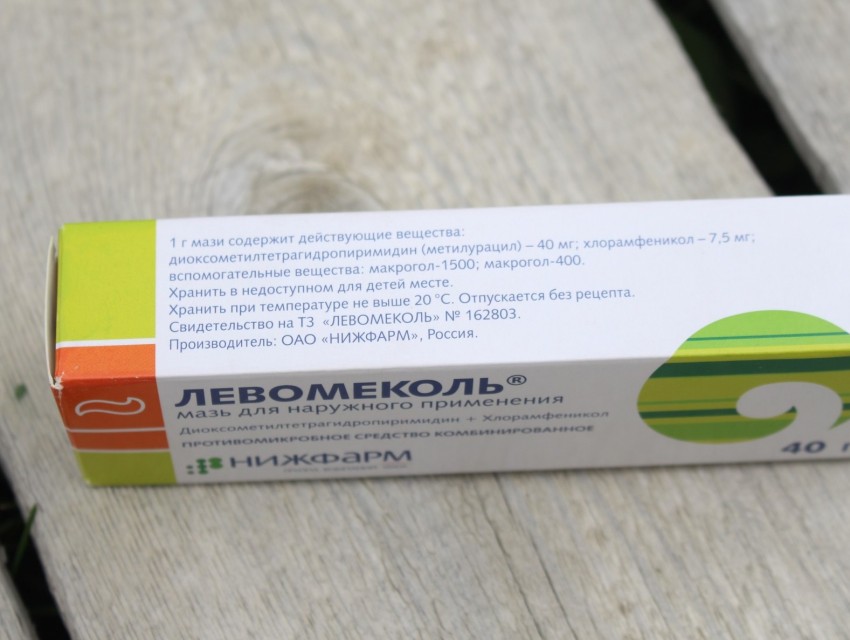 1 г мази содержит действующие вещества:
диоксометилтетрагидропиримидин (метилурацил) – 40 мг; хлорамфеникол – 7,5 мг;
вспомогательные вещества: макрогол-1500; макрогол-400.
Хранить в недоступном для детей месте.
Хранить при температуре не выше 20 °С. Отпускается без рецепта.
Свидетельство на ТЗ «ЛЕВОМЕКОЛЬ» № 162803.
Производитель: ОАО «НИЖФАРМ», Россия.
ЛЕВОМЕКОЛЬ®
мазь для наружного применения
Диоксометилтетрагидропиримидин + Хлорамфеникол
ПРОТИВОМИКРОБНОЕ СРЕДСТВО КОМБИНИРОВАННОЕ
НИЖФАРМ
40 г